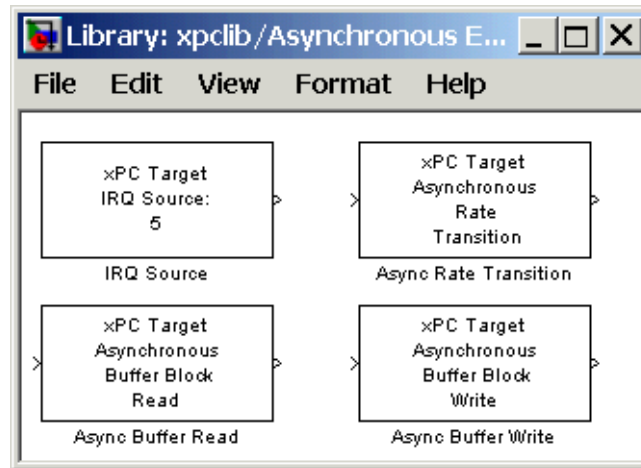 Library: xpclib/Asynchronous E...
File Edit View Format Help
xPC Target
IRQ Source:
5
IRQ Source
xPC Target
Asynchronous
Rate
Transition
Async Rate Transition
xPC Target
Asynchronous
Buffer Block
Read
Async Buffer Read
xPC Target
Asynchronous
Buffer Block
Write
Async Buffer Write